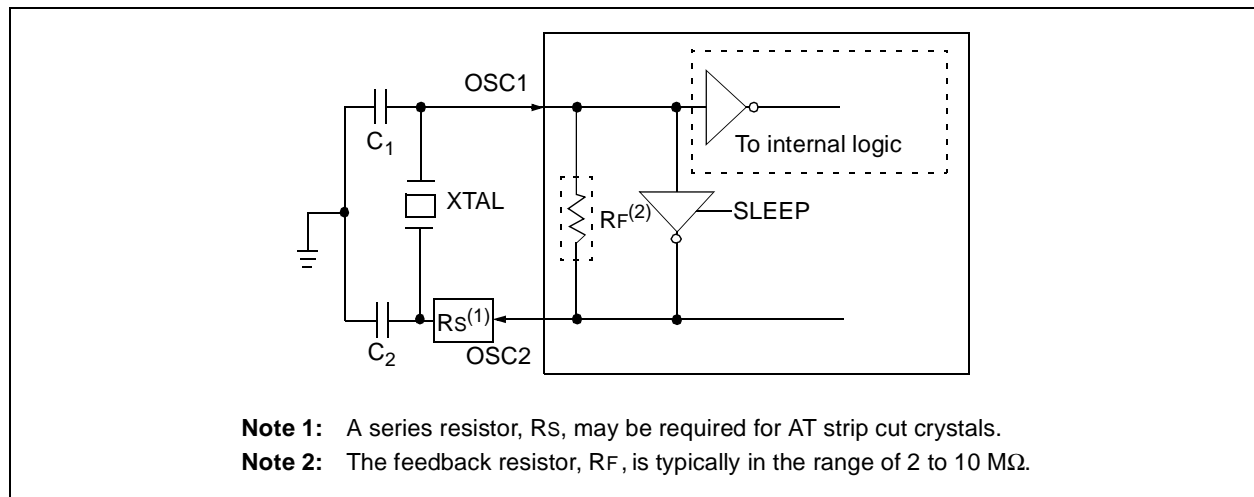 OSC1
C1
To internal logic
XTAL
RF(2)
SLEEP
RS(1)
C2
OSC2
Note 1: A series resistor, RS, may be required for AT strip cut crystals.
Note 2: The feedback resistor, RF, is typically in the range of 2 to 10 MΩ.